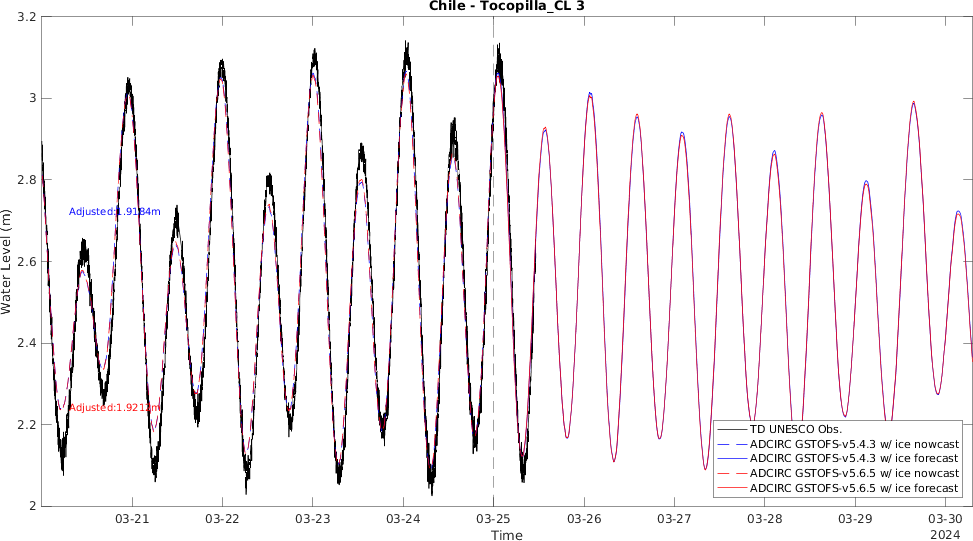 Chile - Tocopilla_CL 3
3.2
3
2.8
2.6
2.4
2.2
2
Water Level (m)
Adjusted:1.9184m
Adjusted:1.9212m
TD UNESCO Obs.
ADCIRC GSTOFS-v5.4.3 w/ ice nowcast
ADCIRC GSTOFS-v5.4.3 w/ ice forecast
ADCIRC GSTOFS-v5.6.5 w/ ice nowcast
ADCIRC GSTOFS-v5.6.5 w/ ice forecast
03-21 03-22 03-23 03-24 03-25 03-26 03-27 03-28 03-29 03-30
2024
Time